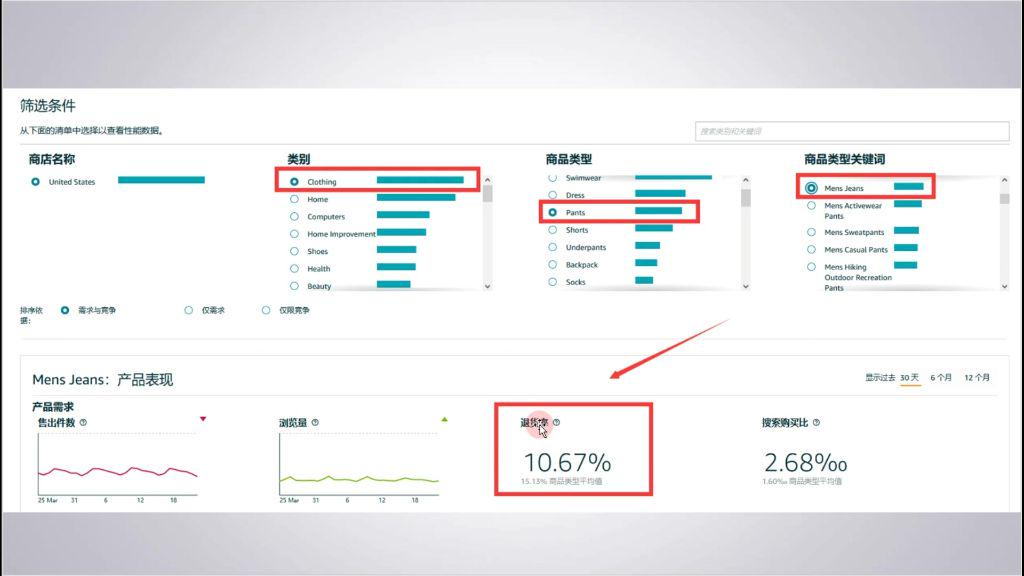 筛选条件
从下面的清单中选择以查看性能数据。
搜索类别和关键词
商店名称
United States
类别
Clothing
Home
Computers
Home Improvement
Shoes
Health
Beauty
商品类型
Swimwear
Dress
Pants
Shorts
Underpants
Backpack
Socks
商品类型关键词
Mens Jeans
Mens Activewear
Pants
Mens Sweatpants
Mens Casual Pants
Mens Hiking
Outdoor Recreation
Pants
排序依
据:
需求与竞争
仅需求
仅限竞争
Mens Jeans：产品表现
显示过去 30 天 6 个月 12 个月
产品需求
售出件数
25 Mar 31 6 12 18
浏览量
25 Mar 31 6 12 18
退货率
10.67%
15.13% 商品类型平均值
搜索购买比
2.68‰
1.60‰ 商品类型平均值